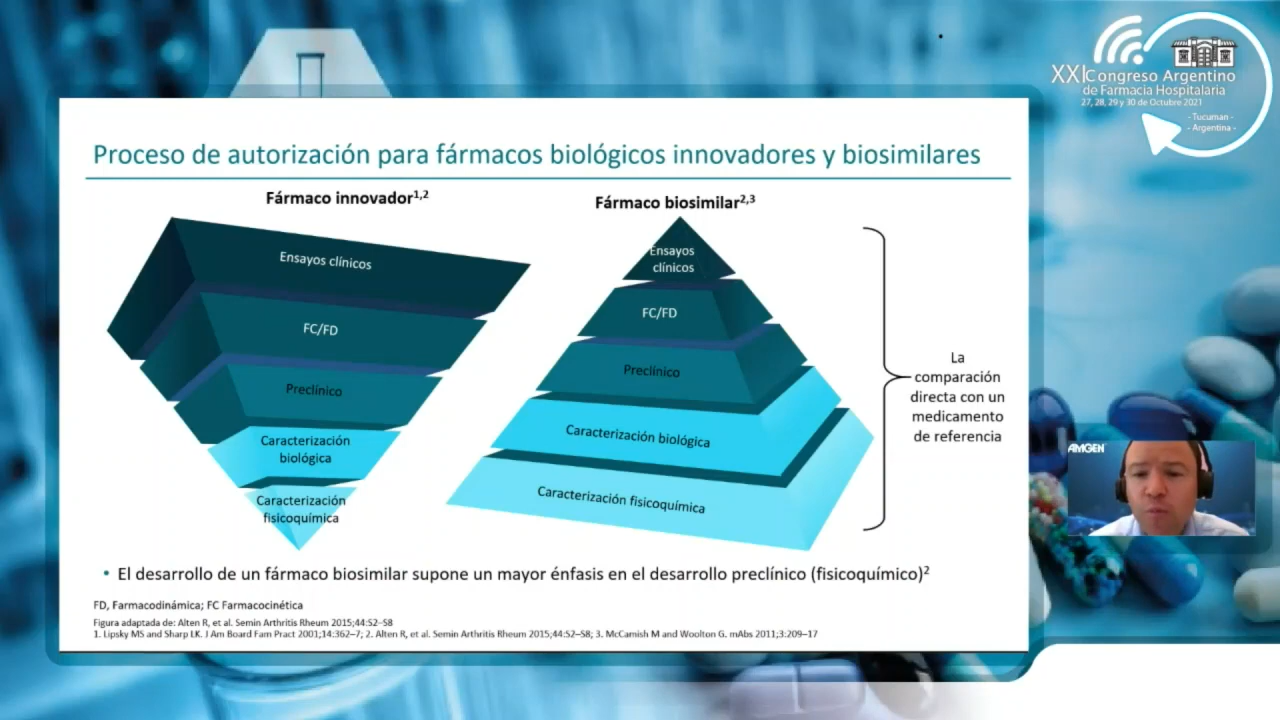 XXI Congreso Argentino
de Farmacia Hospitalaria
27, 28, 29 y 30 de Octubre 2021
- Tucuman -
- Argentina -
Proceso de autorización para fármacos biológicos innovadores y biosimilares
Fármaco innovador1,2
Ensayos clínicos
FC/FD
Preclínico
Caracterización
biológica
Caracterización
fisicoquímica
Fármaco biosimilar2,3
Ensayos
clínicos
FC/FD
Preclínico
Caracterización biológica
Caracterización fisicoquímica
La
comparación
directa con un
medicamento
de referencia
AMGEN
• El desarrollo de un fármaco biosimilar supone un mayor énfasis en el desarrollo preclínico (fisicoquímico)2
FD, Farmacodinámica; FC Farmacocinética
Figura adaptada de: Alten R, et al. Semin Arthritis Rheum 2015;44:S2–S8
1. Lipsky MS and Sharp LK. J Am Board Fam Pract 2001;14:362–7; 2. Alten R, et al. Semin Arthritis Rheum 2015;44:S2–S8; 3. McCamish M and Woolton G. mAbs 2011;3:209–17